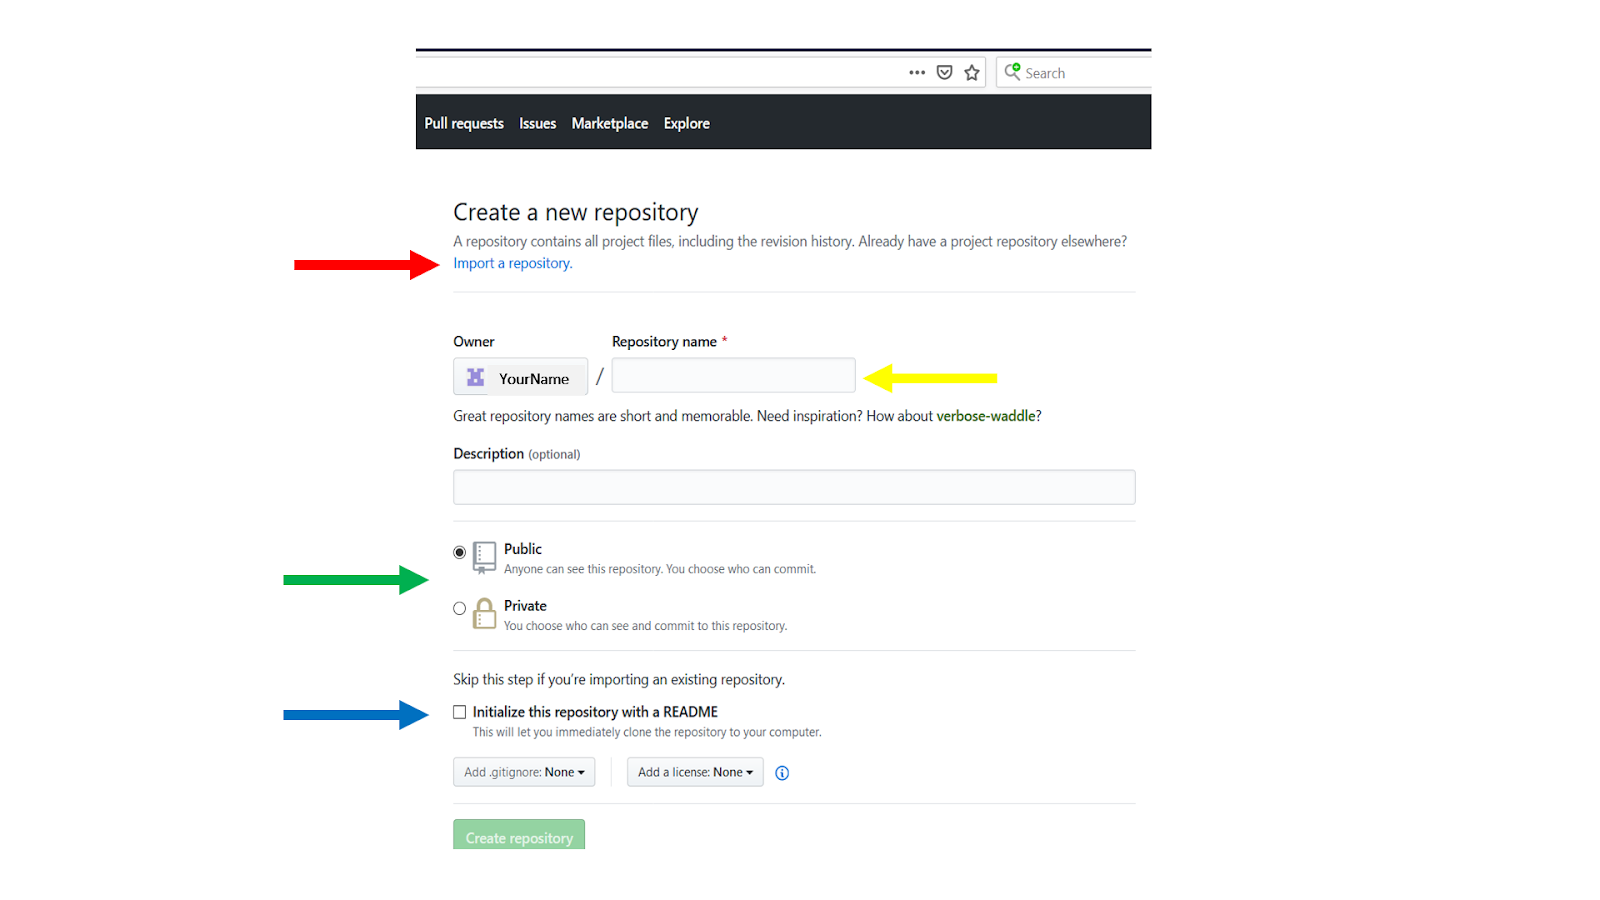 Search
Pull requests Issues Marketplace Explore
Create a new repository
A repository contains all project files, including the revision history. Already have a project repository elsewhere?
Import a repository.
Owner Repository name *
YourName /
Great repository names are short and memorable. Need inspiration? How about verbose-waddle?
Description (optional)
Public
Anyone can see this repository. You choose who can commit.
Private
You choose who can see and commit to this repository.
Skip this step if you're importing an existing repository.
Initialize this repository with a README
This will let you immediately clone the repository to your computer.
Add .gitignore: None Add a license: None
Create repository